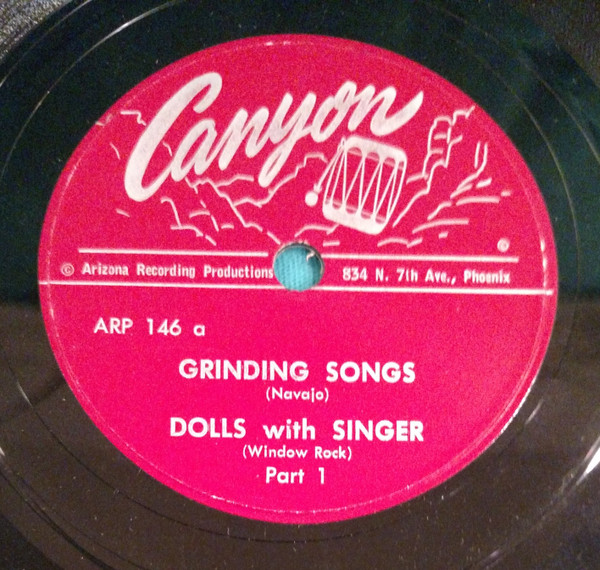 Canyon
© Arizona Recording Productions 834 N. 7th Ave., Phoenix
ARP 146 a
GRINDING SONGS
(Navajo)
DOLLS with SINGER
(Window Rock)
Part 1